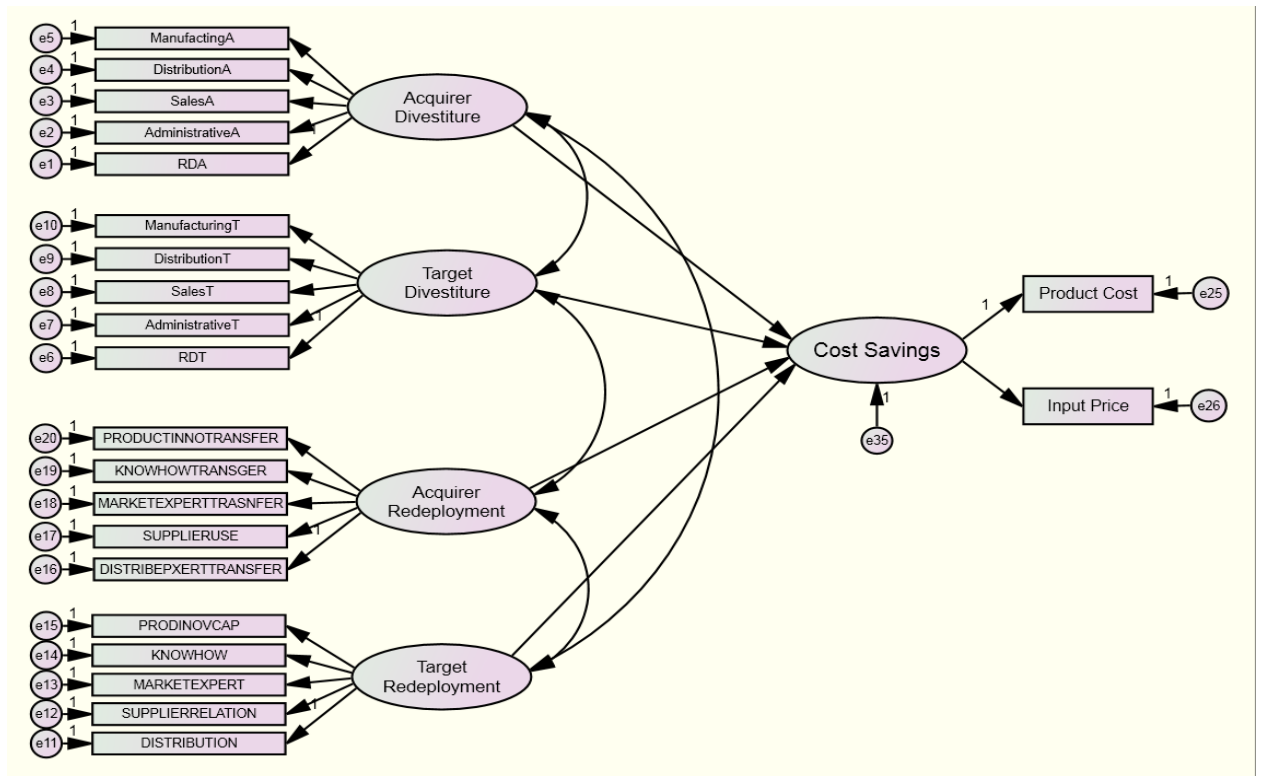 e5 1 ManufactingA
e4 1 DistributionA
e3 1 SalesA
e2 1 AdministrativeA 1
e1 1 RDA
Acquirer
Divestiture
e10 1 ManufacturingT
e9 1 DistributionT
e8 1 SalesT
e7 1 AdministrativeT 1
e6 1 RDT
Target
Divestiture
e20 1 PRODUCTINNOTRANSFER
e19 1 KNOWHOWTRANSGER
e18 1 MARKETEXPERTTRASNFER
e17 1 SUPPLIERUSE 1
e16 1 DISTRIBEPXERTTRANSFER
Acquirer
Redeployment
e15 1 PRODINOVCAP
e14 1 KNOWHOW
e13 1 MARKETEXPERT
e12 1 SUPPLIERRELATION 1
e11 1 DISTRIBUTION
Target
Redeployment
Cost Savings
1
e35
1 Product Cost 1 e25
Input Price 1 e26